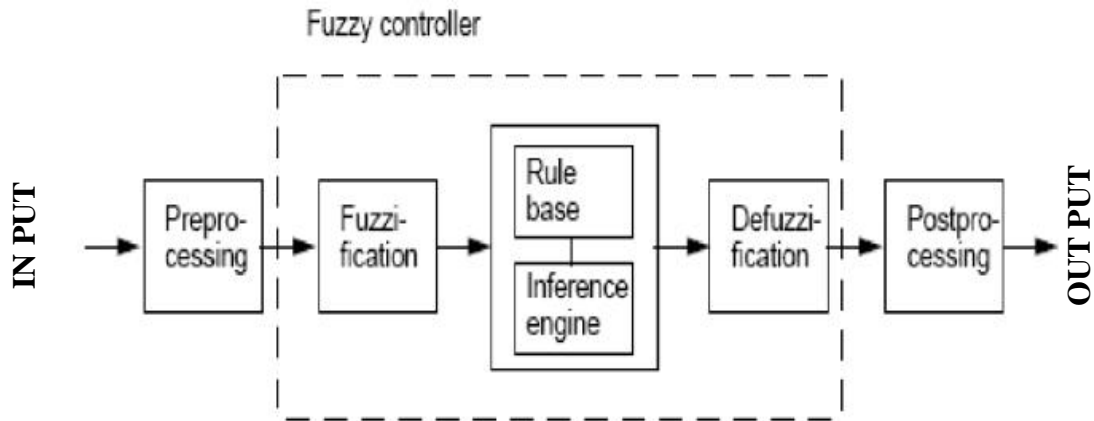 Fuzzy controller
IN PUT
Prepro-
cessing
Fuzzi-
fication
Rule
base
Inference
engine
Defuzzi-
fication
Postpro-
cessing
OUT PUT